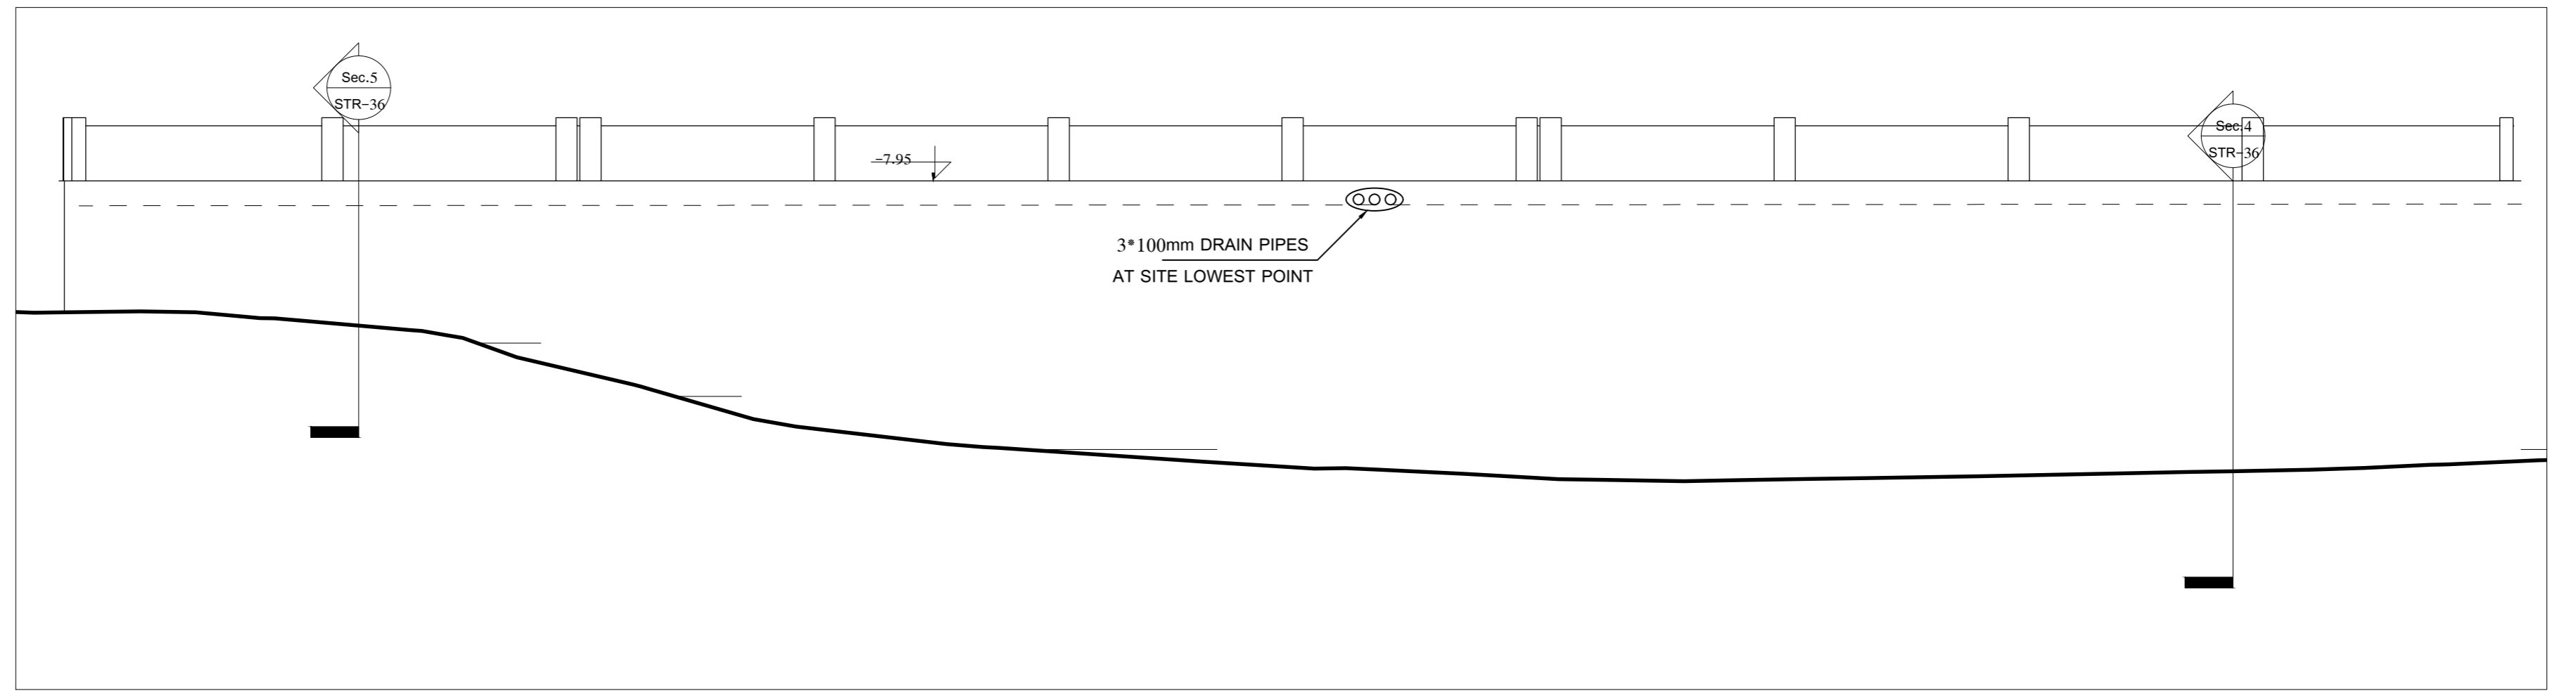 Sec.5
STR-36
Sec.4
STR-36
-7.95
3*100mm DRAIN PIPES
AT SITE LOWEST POINT